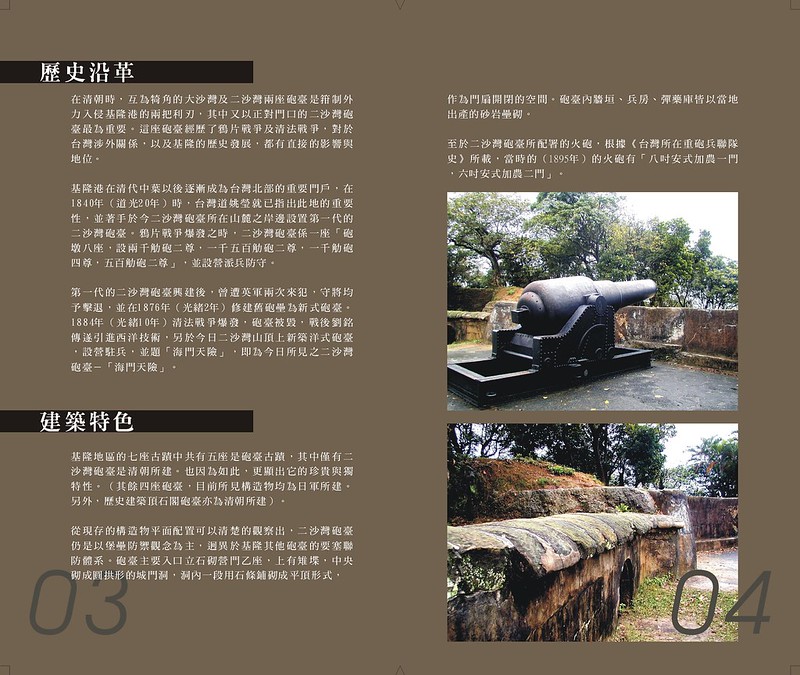 歷史沿革
在清朝時，互為犄角的大沙灣及二沙灣兩座砲臺是箝制外
力入侵基隆港的兩把利刃，其中又以正對門口的二沙灣砲
臺最為重要。這座砲臺經歷了鴉片戰爭及清法戰爭，對於
台灣涉外關係，以及基隆的歷史發展，都有直接的影響與
地位。
基隆港在清代中葉以後逐漸成為台灣北部的重要門戶，在
1840年（道光20年）時，台灣道姚瑩就已指出此地的重要
性，並著手於今二沙灣砲臺所在山麓之岸邊設置第一代的
二沙灣砲臺。鴉片戰爭爆發之時，二沙灣砲臺係一座「砲
墩八座，設兩千觔砲二尊，一千五百觔砲二尊，一千觔砲
四尊，五百觔砲二尊」，並設營派兵防守。
第一代的二沙灣砲臺興建後，曾遭英軍兩次來犯，守將均
予擊退，並在1876年（光緒2年）修建舊砲壘為新式砲臺。
1884年（光緒10年）清法戰爭爆發，砲臺被毀，戰後劉銘
傳遂引進西洋技術，另於今日二沙灣山頂上新築洋式砲臺
，設營駐兵，並題「海門天險」，即為今日所見之二沙灣
砲臺－「海門天險」。
建築特色
基隆地區的七座古蹟中共有五座是砲臺古蹟，其中僅有二
沙灣砲臺是清朝所建。也因為如此，更顯出它的珍貴與獨
特性。（其餘四座砲臺，目前所見構造物均為日軍所建。
另外，歷史建築頂石閣砲臺亦為清朝所建）。
從現存的構造物平面配置可以清楚的觀察出，二沙灣砲臺
仍是以堡壘防禦觀念為主，迥異於基隆其他砲臺的要塞聯
防體系。砲臺主要入口立石砌營門乙座，上有雉堞，中央
砌成圓拱形的城門洞，洞內一段用石條鋪砌成平頂形式，
03
作為門扇開閉的空間。砲臺內牆垣、兵房、彈藥庫皆以當地
出產的砂岩壘砌。
至於二沙灣砲臺所配置的火砲，根據《台灣所在重砲兵聯隊
史》所載，當時的（1895年）的火砲有「八吋安式加農一門
，六吋安式加農二門」。
04